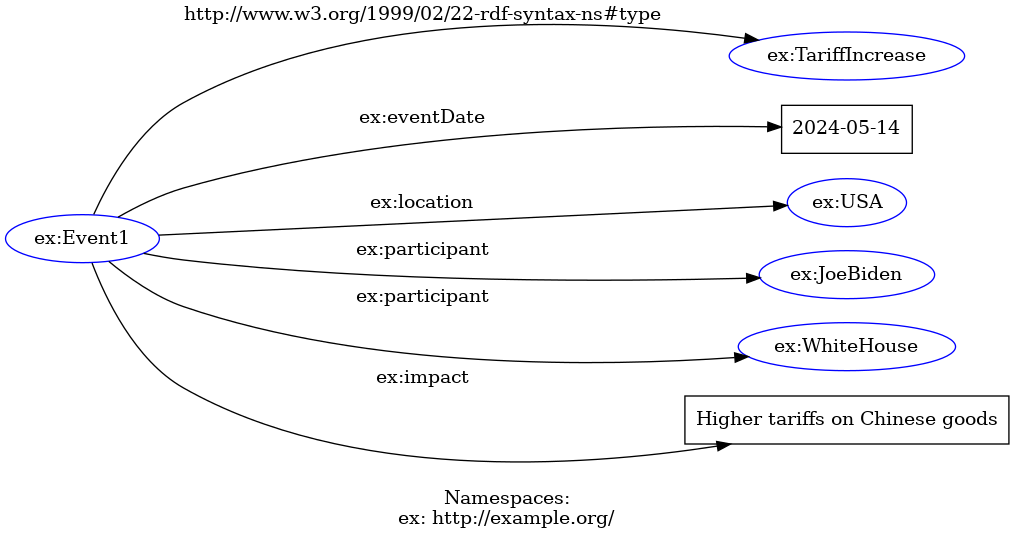 http://www.w3.org/1999/02/22-rdf-syntax-ns#type
ex:TariffIncrease
ex:eventDate
2024-05-14
ex:location
ex:USA
ex:Event1
ex:participant
ex:JoeBiden
ex:participant
ex:WhiteHouse
ex:impact
Higher tariffs on Chinese goods
Namespaces:
ex: http://example.org/